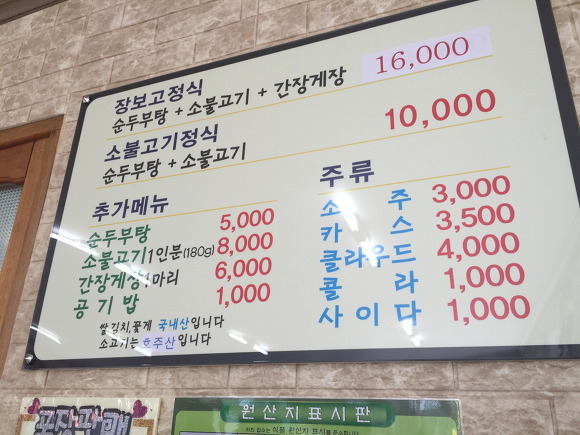 장보고정식
순두부탕 + 소불고기 + 간장게장 16,000
소불고기정식
순두부탕 + 소불고기 10,000
추가메뉴
순두부탕 5,000
소불고기1인분(180g) 8,000
간장게장1마리 6,000
공기밥 1,000
쌀,김치,꽃게 국내산입니다
소고기는 호주산입니다
주류
소주 3,000
카스 3,500
클라우드 4,000
콜라 1,000
사이다 1,000
원산지표시판